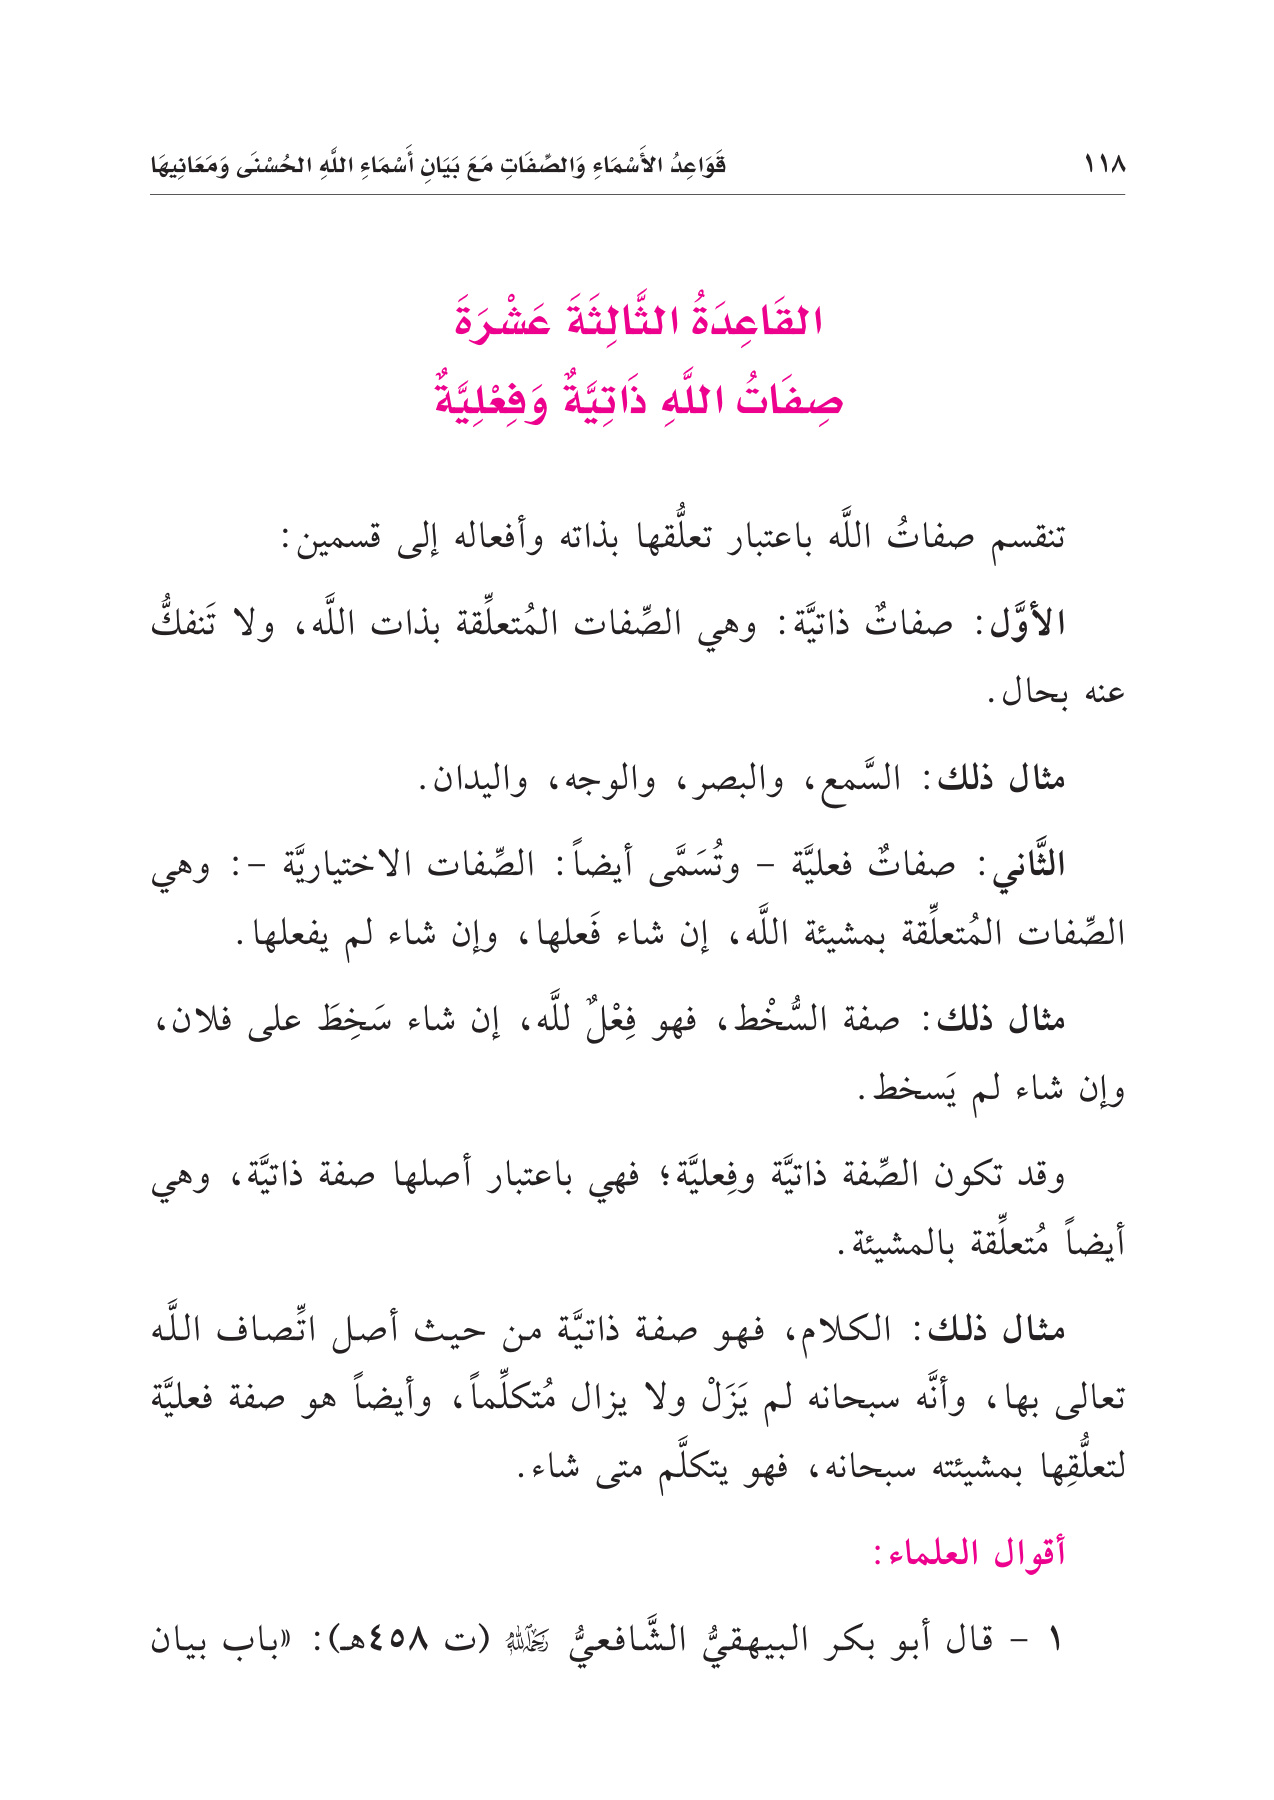 ١١٨ قَوَاعِدُ الأَسْمَاءِ وَالصِّفَاتِ مَعَ بَيَانِ أَسْمَاءِ اللَّهِ الحُسْنَى وَمَعَانِيهَا
القَاعِدَةُ الثَّالِثَةَ عَشْرَةَ
صِفَاتُ اللَّهِ ذَاتِيَّةٌ وَفِعْلِيَّةٌ
تنقسم صفاتُ اللَّه باعتبار تعلُّقها بذاته وأفعاله إلى قسمين:
الأوَّل: صفاتٌ ذاتيَّة: وهي الصِّفات المُتعلِّقة بذات اللَّه، ولا تَنفكُّ
عنه بحال.
مثال ذلك: السَّمع، والبصر، والوجه، واليدان.
الثَّاني: صفاتٌ فعليَّة – وتُسَمَّى أيضاً: الصِّفات الاختياريَّة –: وهي
الصِّفات المُتعلِّقة بمشيئة اللَّه، إن شاء فَعلها، وإن شاء لم يفعلها.
مثال ذلك: صفة السُّخْط، فهو فِعْلٌ للَّه، إن شاء سَخِطَ على فلان،
وإن شاء لم يَسخط.
وقد تكون الصِّفة ذاتيَّة وفِعليَّة؛ فهي باعتبار أصلها صفة ذاتيَّة، وهي
أيضاً مُتعلِّقة بالمشيئة.
مثال ذلك: الكلام، فهو صفة ذاتيَّة من حيث أصل اتِّصاف اللَّه
تعالى بها، وأنَّه سبحانه لم يَزَلْ ولا يزال مُتكلِّماً، وأيضاً هو صفة فعليَّة
لتعلُّقِها بمشيئته سبحانه، فهو يتكلَّم متى شاء.
أقوال العلماء:
١ – قال أبو بكر البيهقيُّ الشَّافعيُّ رَحِمَهُ اللَّهُ (ت ٤٥٨هـ): «باب بيان